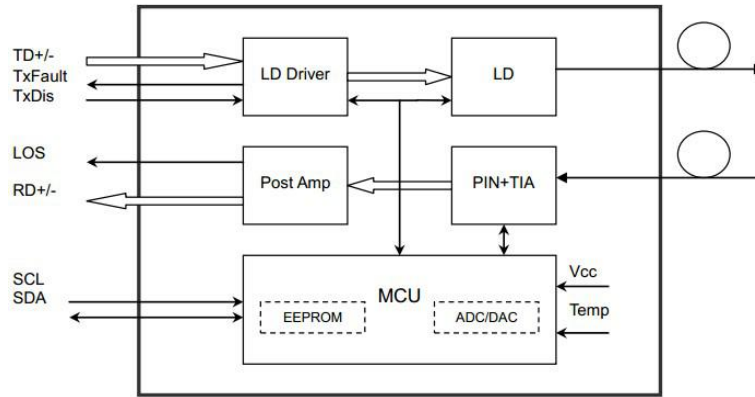 TD+/-
TxFault
TxDis
LD Driver
LD
LOS
RD+/-
Post Amp
PIN+TIA
SCL
SDA
MCU
EEPROM
ADC/DAC
Vcc
Temp